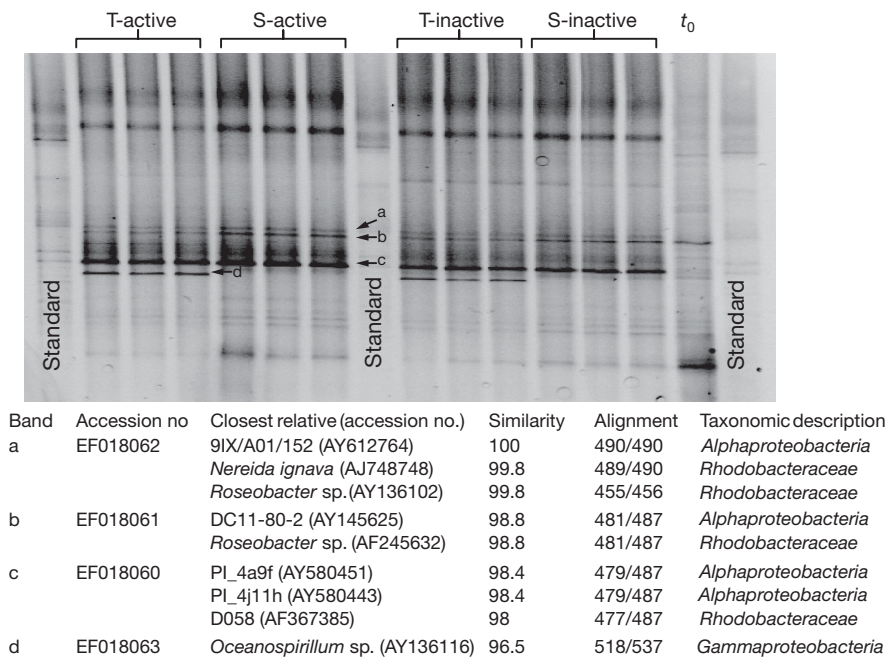 T-active S-active T-inactive S-inactive t0
a
b
c
d
Standard Standard Standard
Band Accession no Closest relative (accession no.) Similarity Alignment Taxonomic description
a EF018062 9IX/A01/152 (AY612764) 100 490/490 Alphaproteobacteria
Nereida ignava (AJ748748) 99.8 489/490 Rhodobacteraceae
Roseobacter sp.(AY136102) 99.8 455/456 Rhodobacteraceae
b EF018061 DC11-80-2 (AY145625) 98.8 481/487 Alphaproteobacteria
Roseobacter sp. (AF245632) 98.8 481/487 Rhodobacteraceae
c EF018060 PI_4a9f (AY580451) 98.4 479/487 Alphaproteobacteria
PI_4j11h (AY580443) 98.4 479/487 Alphaproteobacteria
D058 (AF367385) 98 477/487 Rhodobacteraceae
d EF018063 Oceanospirillum sp. (AY136116) 96.5 518/537 Gammaproteobacteria